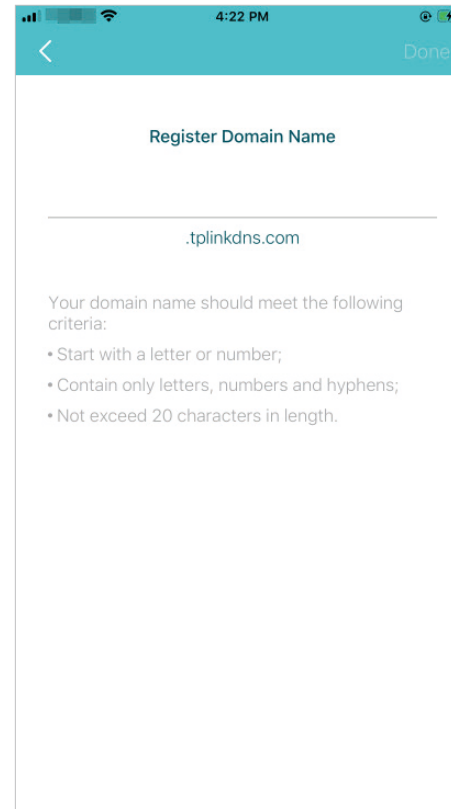 4:22 PM
Done
Register Domain Name
.tplinkdns.com
Your domain name should meet the following
criteria:
• Start with a letter or number;
• Contain only letters, numbers and hyphens;
• Not exceed 20 characters in length.